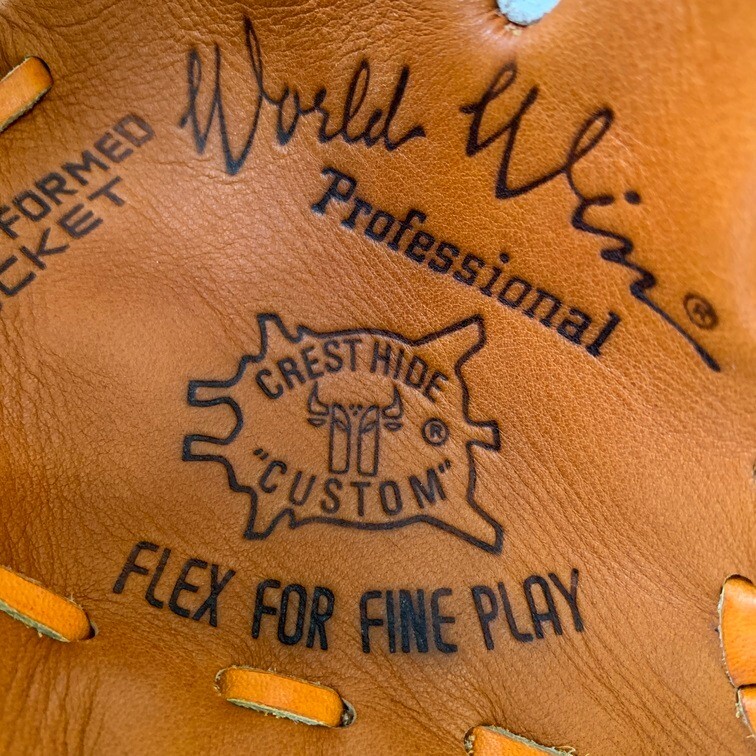 World Win ®
Professional
FORMED
CKET
CREST HIDE
®
"CUSTOM"
FLEX FOR FINE PLAY